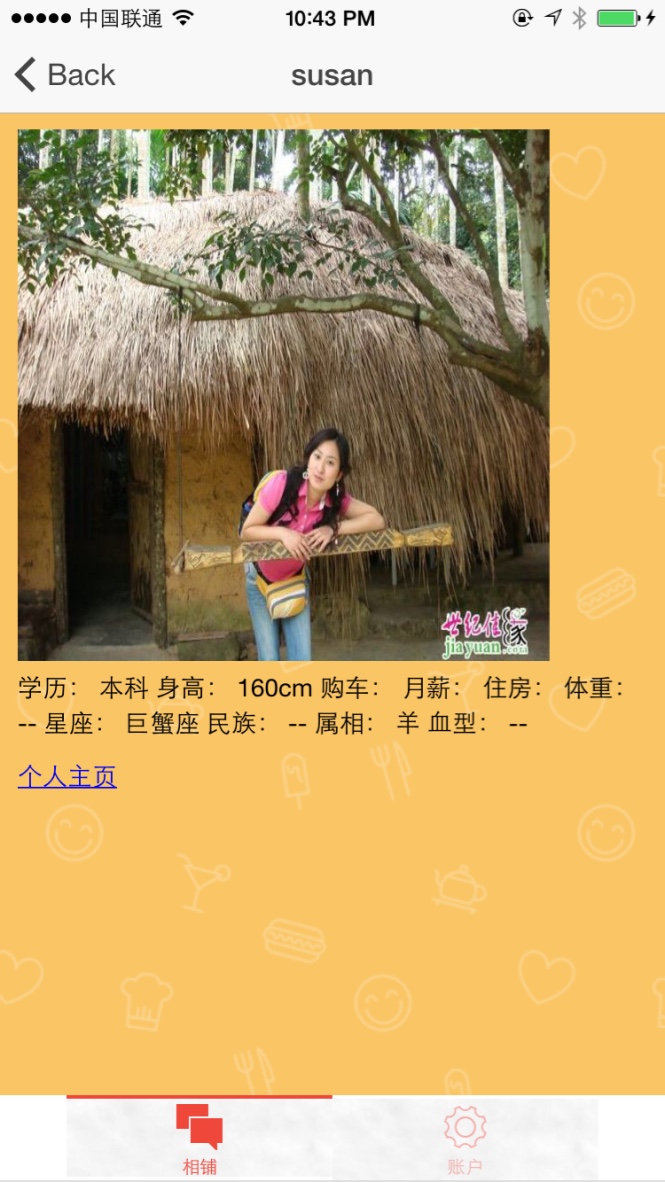 中国联通 10:43 PM
Back susan
世纪佳缘
jiayuan.com
学历： 本科 身高： 160cm 购车： 月薪： 住房： 体重：
-- 星座： 巨蟹座 民族： -- 属相： 羊 血型： --
个人主页
相铺 账户